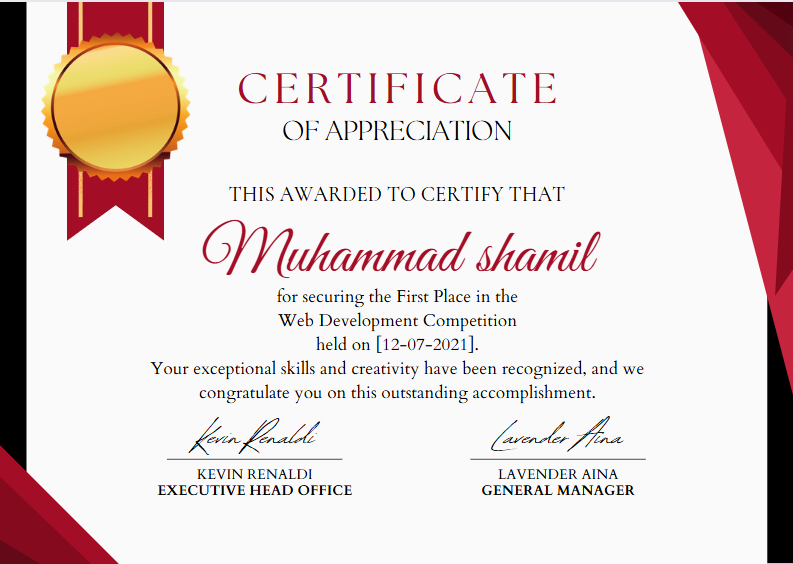 CERTIFICATE
OF APPRECIATION
THIS AWARDED TO CERTIFY THAT
Muhammad shamil
for securing the First Place in the
Web Development Competition
held on [12-07-2021].
Your exceptional skills and creativity have been recognized, and we
congratulate you on this outstanding accomplishment.
Kevin Renaldi
KEVIN RENALDI
EXECUTIVE HEAD OFFICE
Lavender Aina
LAVENDER AINA
GENERAL MANAGER